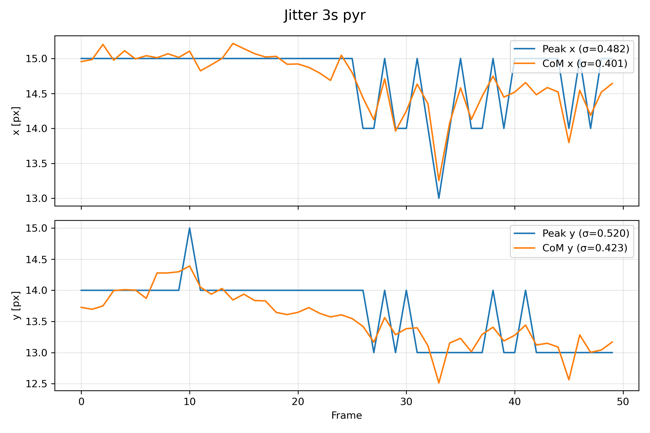 Jitter 3s pyr
Peak x (σ=0.482)
CoM x (σ=0.401)
x [px]
15.0
14.5
14.0
13.5
13.0
Peak y (σ=0.520)
CoM y (σ=0.423)
y [px]
15.0
14.5
14.0
13.5
13.0
12.5
0 10 20 30 40 50
Frame